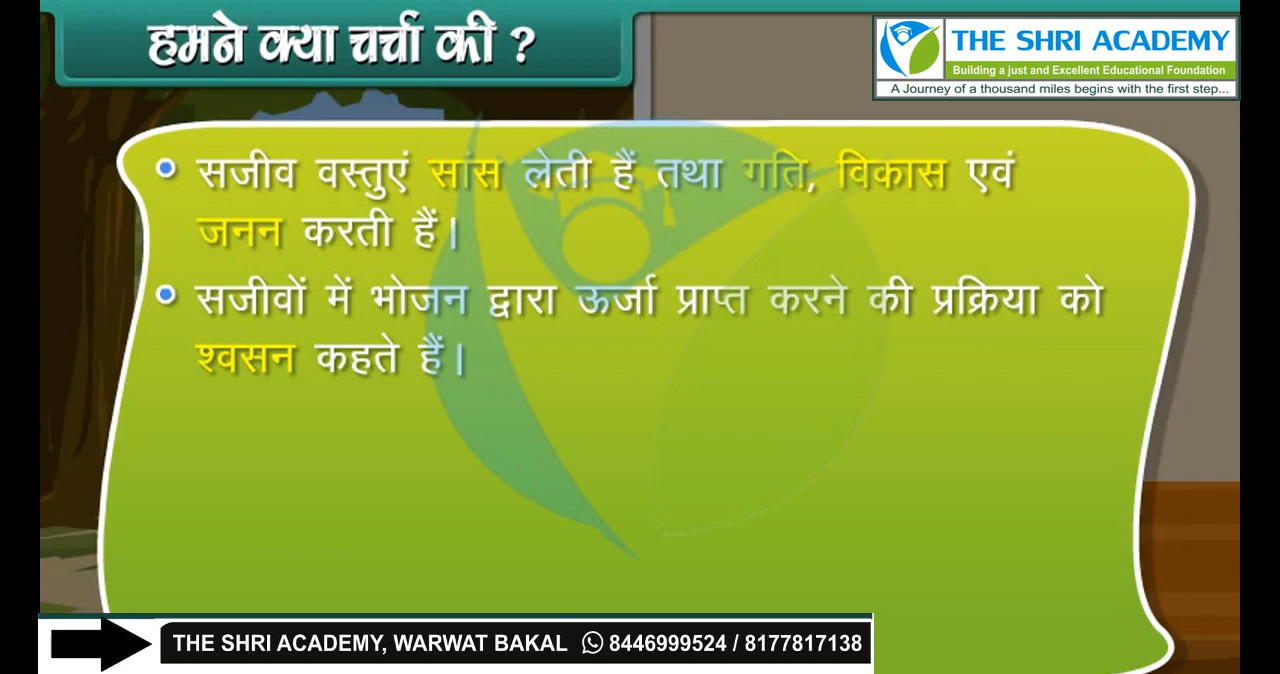 हमने क्या चर्चा की ?
THE SHRI ACADEMY
Building a just and Excellent Educational Foundation
A Journey of a thousand miles begins with the first step...
सजीव वस्तुएं सांस लेती हैं तथा गति, विकास एवं
जनन करती हैं।
सजीवों में भोजन द्वारा ऊर्जा प्राप्त करने की प्रक्रिया को
श्वसन कहते हैं।
THE SHRI ACADEMY, WARWAT BAKAL 8446999524 / 8177817138